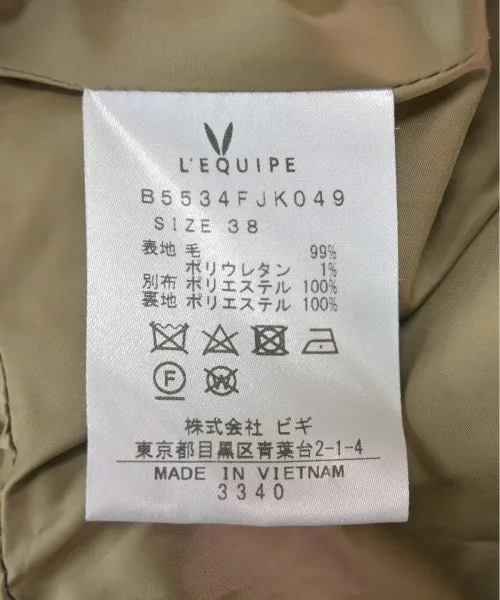 L'EQUIPE
B5534FJK049
SIZE 38
表地 毛 99%
ポリウレタン 1%
別布 ポリエステル 100%
裏地 ポリエステル 100%
F W
株式会社 ビギ
東京都目黒区青葉台2-1-4
MADE IN VIETNAM
3340